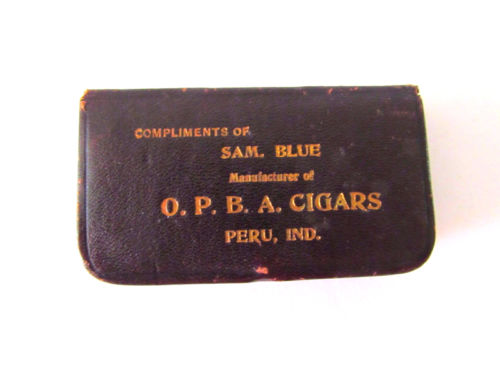 COMPLIMENTS OF
SAM. BLUE
Manufacturer of
O. P. B. A. CIGARS
PERU, IND.